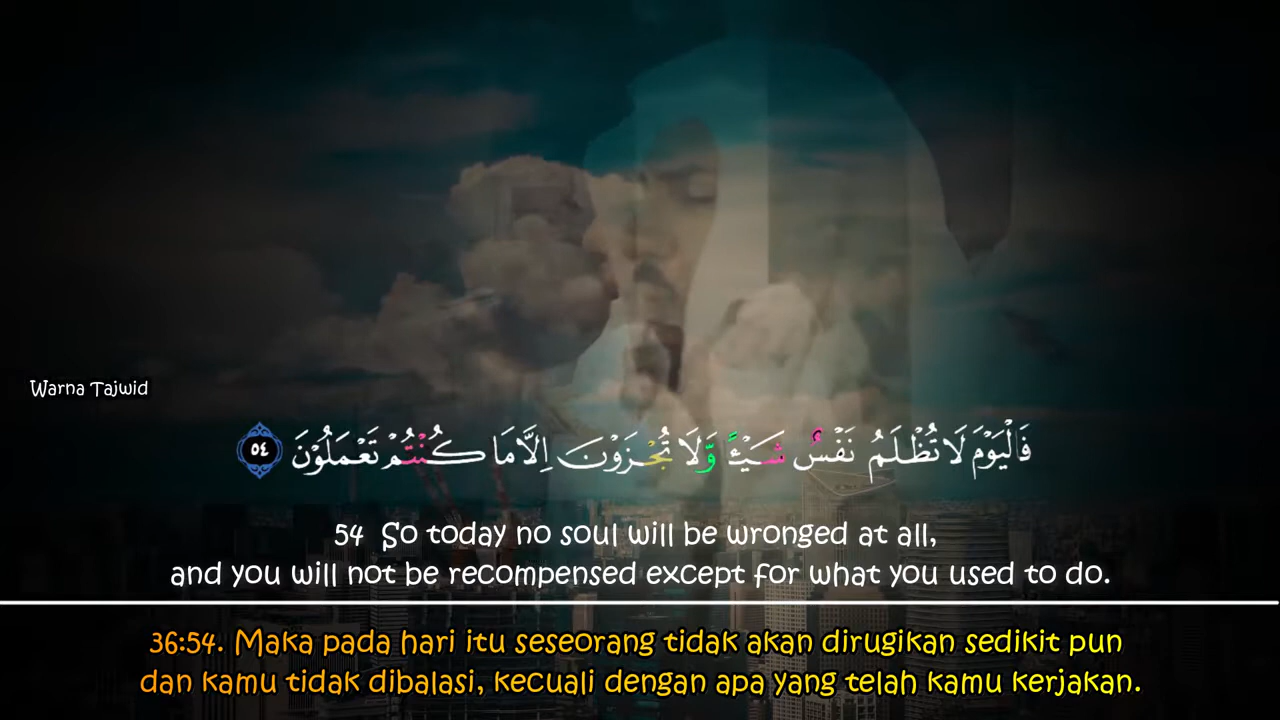 Warna Tajwid
فَالْيَوْمَ لَا تُظْلَمُ نَفْسٌ شَيْـًٔا وَّلَا تُجْزَوْنَ اِلَّا مَا كُنْتُمْ تَعْمَلُوْنَ ٥٤
54 So today no soul will be wronged at all,
and you will not be recompensed except for what you used to do.
36:54. Maka pada hari itu seseorang tidak akan dirugikan sedikit pun
dan kamu tidak dibalasi, kecuali dengan apa yang telah kamu kerjakan.